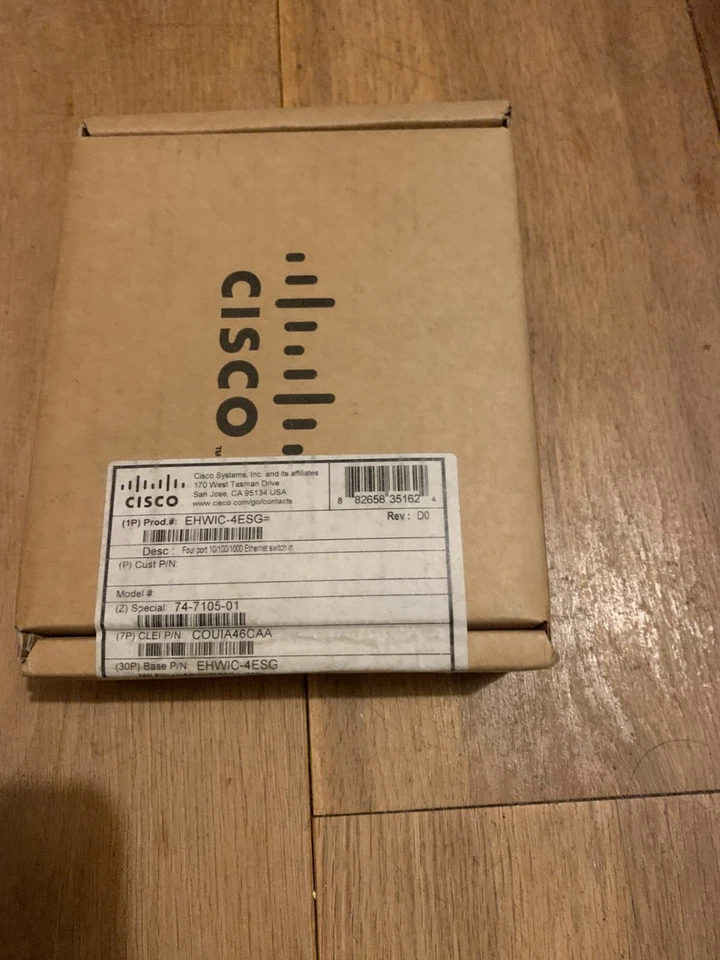 CISCO
TM
CISCO
Cisco Systems, Inc. and its affiliates
170 West Tasman Drive
San Jose, CA 95134 USA
www.cisco.com/go/contacts
8 82658 35162 4
(1P) Prod.#: EHWIC-4ESG=
Rev : D0
Desc : Four port 10/100/1000 Ethernet switch in
(P) Cust P/N:
Model #:
(Z) Special: 74-7105-01
(7P) CLEI P/N: COUIA46CAA
(30P) Base P/N: EHWIC-4ESG